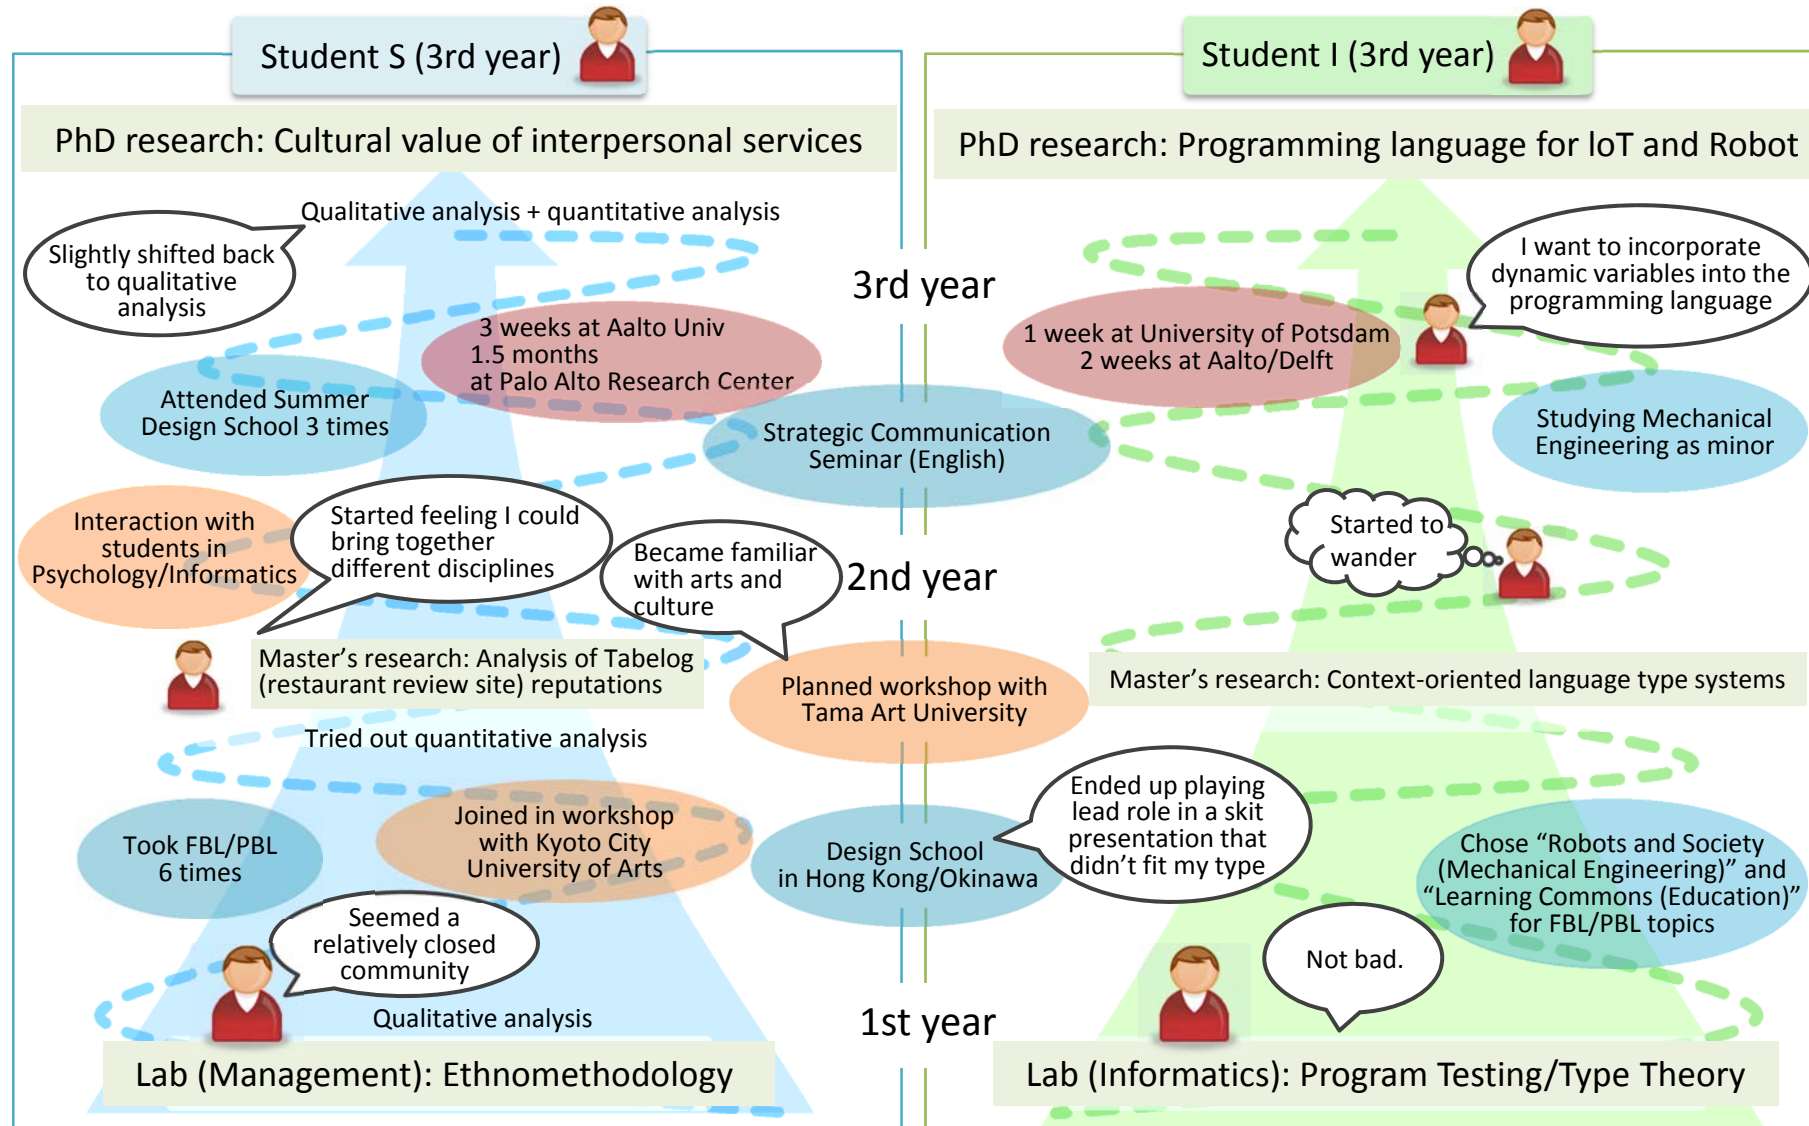 Student S (3rd year)
PhD research: Cultural value of interpersonal services
Qualitative analysis + quantitative analysis
Slightly shifted back
to qualitative
analysis
3 weeks at Aalto Univ
1.5 months
at Palo Alto Research Center
Attended Summer
Design School 3 times
Interaction with
students in
Psychology/Informatics
Started feeling I could
bring together
different disciplines
Became familiar
with arts and
culture
Master's research: Analysis of Tabelog
(restaurant review site) reputations
Tried out quantitative analysis
Took FBL/PBL
6 times
Joined in workshop
with Kyoto City
University of Arts
Seemed a
relatively closed
community
Qualitative analysis
Lab (Management): Ethnomethodology
3rd year
Strategic Communication
Seminar (English)
2nd year
Planned workshop with
Tama Art University
Design School
in Hong Kong/Okinawa
1st year
Student I (3rd year)
PhD research: Programming language for loT and Robot
I want to incorporate
dynamic variables into the
programming language
1 week at University of Potsdam
2 weeks at Aalto/Delft
Studying Mechanical
Engineering as minor
Started to
wander
Master's research: Context-oriented language type systems
Ended up playing
lead role in a skit
presentation that
didn't fit my type
Chose “Robots and Society
(Mechanical Engineering)” and
“Learning Commons (Education)”
for FBL/PBL topics
Not bad.
Lab (Informatics): Program Testing/Type Theory